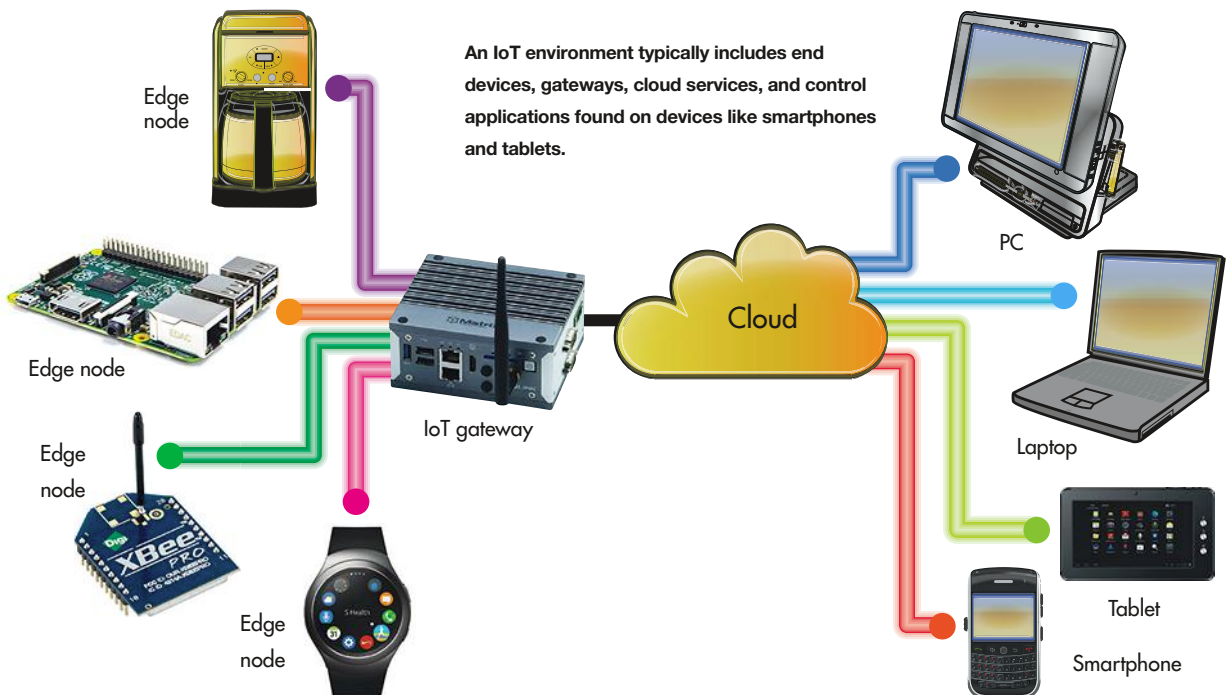 An IoT environment typically includes end
devices, gateways, cloud services, and control
applications found on devices like smartphones
and tablets.
Edge
node
PC
Cloud
Edge node
IoT gateway
Laptop
Edge
node
Digi
XBee
PRO
S Health
31
Edge
node
Tablet
Smartphone